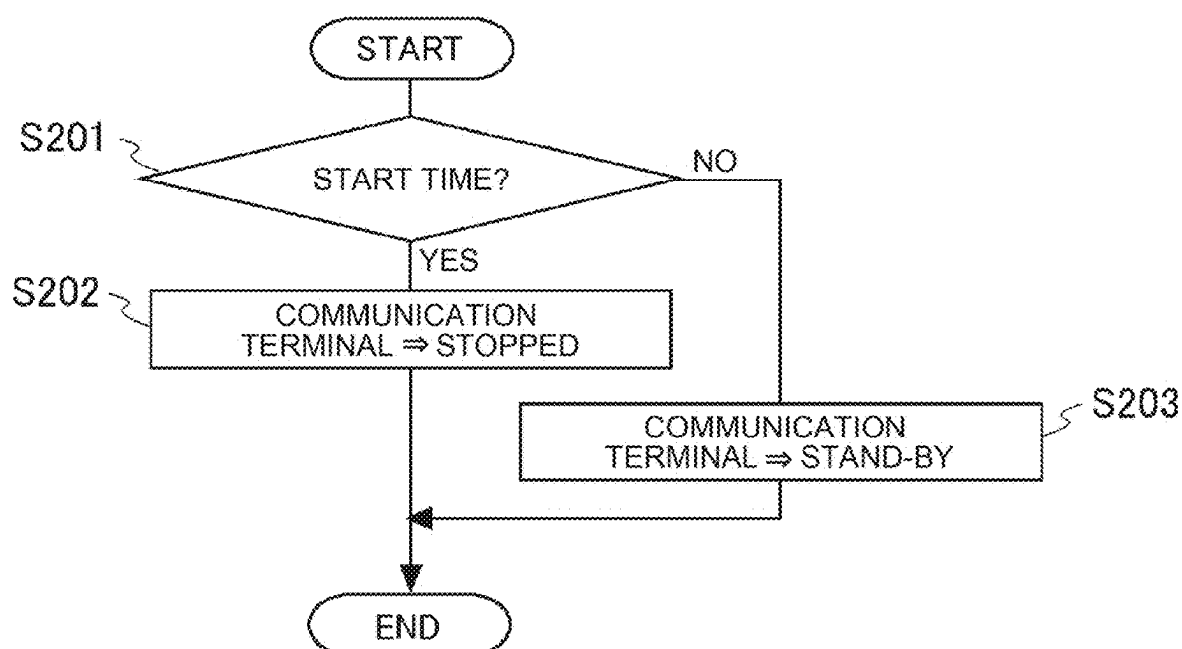 START
S201
START TIME?
NO
YES
S202
COMMUNICATION
TERMINAL ⇒ STOPPED
S203
COMMUNICATION
TERMINAL ⇒ STAND-BY
END